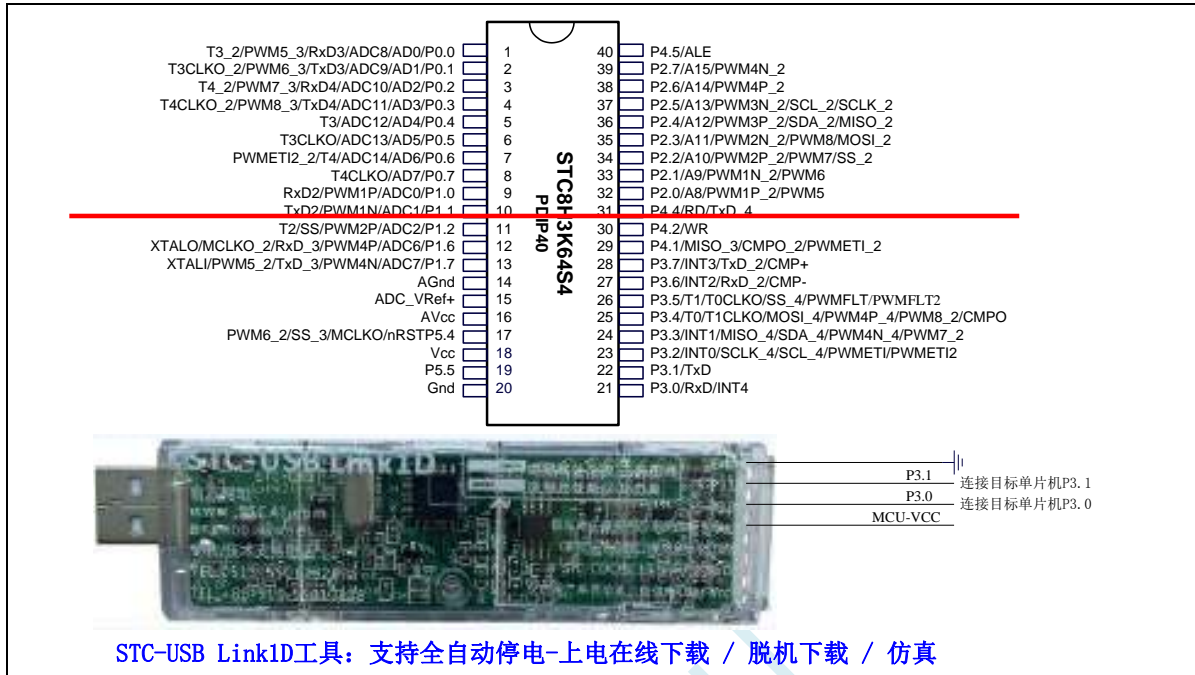 T3_2/PWM5_3/RxD3/ADC8/AD0/P0.0 1 40 P4.5/ALE
T3CLKO_2/PWM6_3/TxD3/ADC9/AD1/P0.1 2 39 P2.7/A15/PWM4N_2
T4_2/PWM7_3/RxD4/ADC10/AD2/P0.2 3 38 P2.6/A14/PWM4P_2
T4CLKO_2/PWM8_3/TxD4/ADC11/AD3/P0.3 4 37 P2.5/A13/PWM3N_2/SCL_2/SCLK_2
T3/ADC12/AD4/P0.4 5 36 P2.4/A12/PWM3P_2/SDA_2/MISO_2
T3CLKO/ADC13/AD5/P0.5 6 35 P2.3/A11/PWM2N_2/PWM8/MOSI_2
PWMETI2_2/T4/ADC14/AD6/P0.6 7 34 P2.2/A10/PWM2P_2/PWM7/SS_2
T4CLKO/AD7/P0.7 8 33 P2.1/A9/PWM1N_2/PWM6
RxD2/PWM1P/ADC0/P1.0 9 32 P2.0/A8/PWM1P_2/PWM5
TxD2/PWM1N/ADC1/P1.1 10 31 P4.4/RD/TxD_4
T2/SS/PWM2P/ADC2/P1.2 11 30 P4.2/WR
XTALO/MCLKO_2/RxD_3/PWM4P/ADC6/P1.6 12 29 P4.1/MISO_3/CMPO_2/PWMETI_2
XTALI/PWM5_2/TxD_3/PWM4N/ADC7/P1.7 13 28 P3.7/INT3/TxD_2/CMP+
AGnd 14 27 P3.6/INT2/RxD_2/CMP-
ADC_VRef+ 15 26 P3.5/T1/T0CLKO/SS_4/PWMFLT/PWMFLT2
AVcc 16 25 P3.4/T0/T1CLKO/MOSI_4/PWM4P_4/PWM8_2/CMPO
PWM6_2/SS_3/MCLKO/nRSTP5.4 17 24 P3.3/INT1/MISO_4/SDA_4/PWM4N_4/PWM7_2
Vcc 18 23 P3.2/INT0/SCLK_4/SCL_4/PWMETI/PWMETI2
P5.5 19 22 P3.1/TxD
Gnd 20 21 P3.0/RxD/INT4
STC8H3K64S4
PDIP40
STC-USB Link1D
P3.1 连接目标单片机P3.1
P3.0 连接目标单片机P3.0
MCU-VCC
STC-USB Link1D工具：支持全自动停电-上电在线下载 / 脱机下载 / 仿真